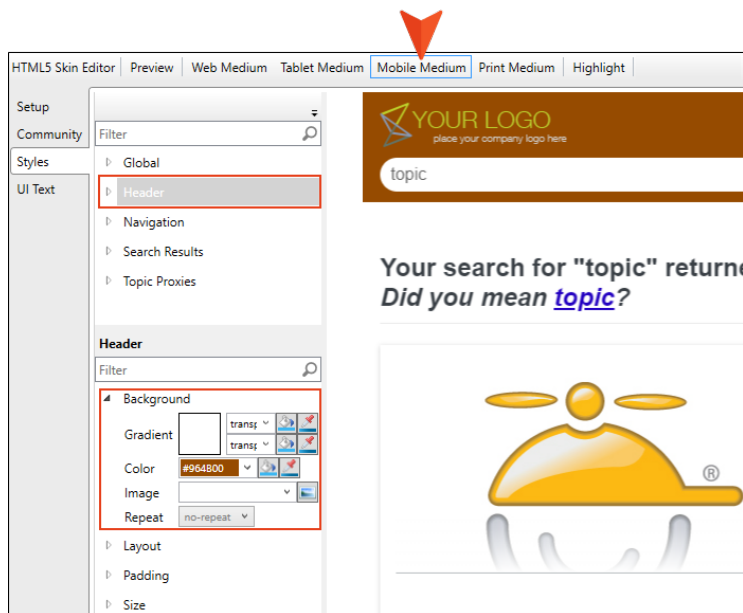 HTML5 Skin Editor Preview Web Medium Tablet Medium Mobile Medium Print Medium Highlight
Setup
Community
Styles
UI Text
Filter
Global
Header
Navigation
Search Results
Topic Proxies
Header
Filter
Background
Gradient
transp
transp
Color #964B00
Image
Repeat no-repeat
Layout
Padding
Size
YOUR LOGO
place your company logo here
topic
Your search for "topic" returne
Did you mean topic?
®